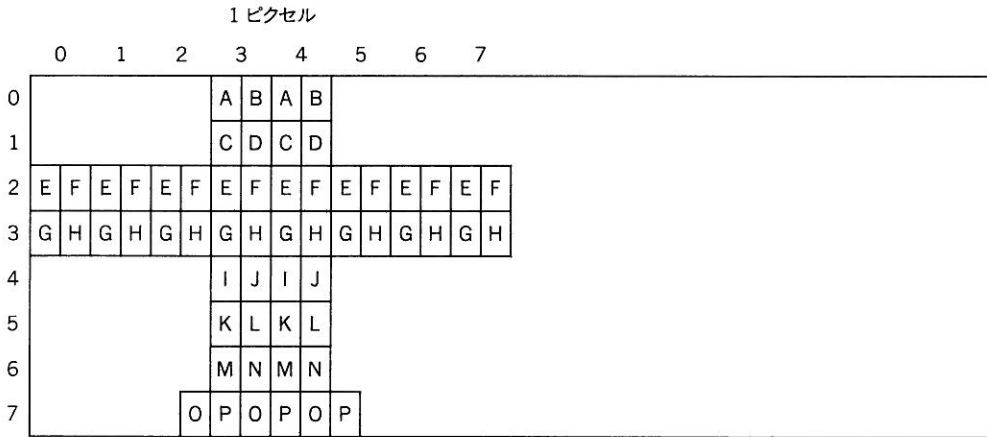 1 ピクセル
0 1 2 3 4 5 6 7
0 A B A B
1 C D C D
2 E F E F E F E F E F E F E F E F
3 G H G H G H G H G H G H G H G H
4 I J I J
5 K L K L
6 M N M N
7 O P O P O P